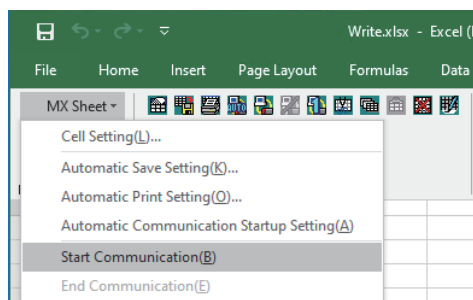 Write.xlsx - Excel (
File Home Insert Page Layout Formulas Data
MX Sheet
Cell Setting(L)...
Automatic Save Setting(K)...
Automatic Print Setting(O)...
Automatic Communication Startup Setting(A)
Start Communication(B)
End Communication(E)